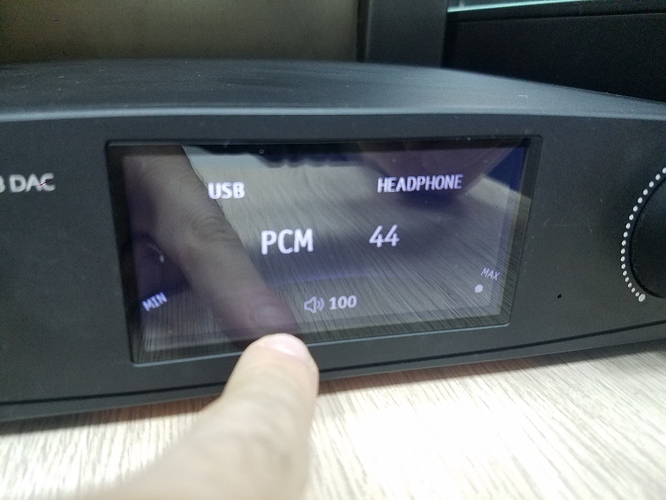 DAC
USB HEADPHONE
PCM 44
MAX
MIN
100